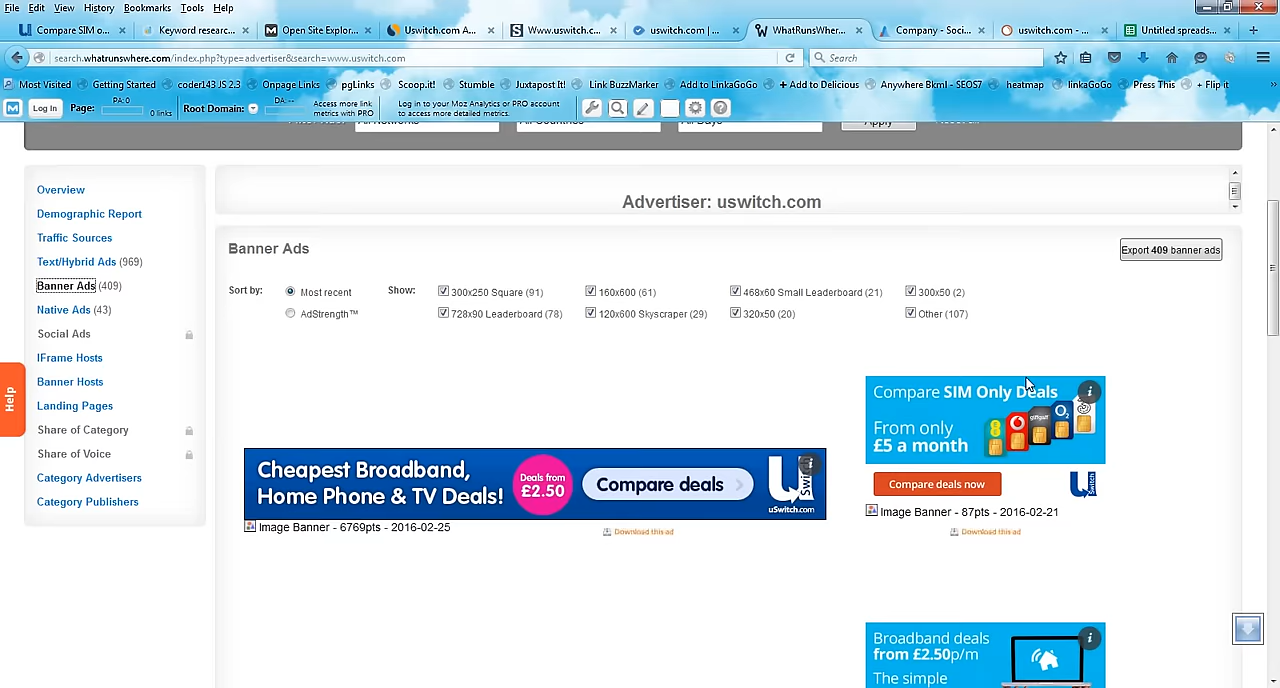 File Edit View History Bookmarks Tools Help
Compare SIM o... Keyword researc... Open Site Explor... Uswitch.com A... Www.uswitch.c... uswitch.com | ... WhatRunsWher... Company - Soci... uswitch.com - ... Untitled spreads...
search.whatrunswhere.com/index.php?type=advertiser&search=www.uswitch.com Search
Most Visited Getting Started coder143 JS 2.3 Onpage Links pgLinks Scoop.it! Stumble Juxtapost It! Link BuzzMarker Add to LinkaGoGo + Add to Delicious Anywhere Bkml - SEO57 heatmap linkaGoGo Press This + Flip it
Log In Page: DA: 0 0 links Root Domain: DA: -- Access more link metrics with PRO Log in to your Moz Analytics or PRO account to access more detailed metrics.
Apply
Help
Overview
Demographic Report
Traffic Sources
Text/Hybrid Ads (969)
Banner Ads (409)
Native Ads (43)
Social Ads
IFrame Hosts
Banner Hosts
Landing Pages
Share of Category
Share of Voice
Category Advertisers
Category Publishers
Advertiser: uswitch.com
Banner Ads
Export 409 banner ads
Sort by: Most recent Show: 300x250 Square (91) 160x600 (61) 468x60 Small Leaderboard (21) 300x50 (2)
AdStrength™ 728x90 Leaderboard (78) 120x600 Skyscraper (29) 320x50 (20) Other (107)
Cheapest Broadband,
Home Phone & TV Deals!
Deals from
£2.50
Compare deals
uSwitch
uSwitch.com
Image Banner - 6769pts - 2016-02-25
Download this ad
Compare SIM Only Deals
From only
£5 a month
giffgaff
O2
Compare deals now
uSwitch
Image Banner - 87pts - 2016-02-21
Download this ad
Broadband deals
from £2.50p/m
The simple